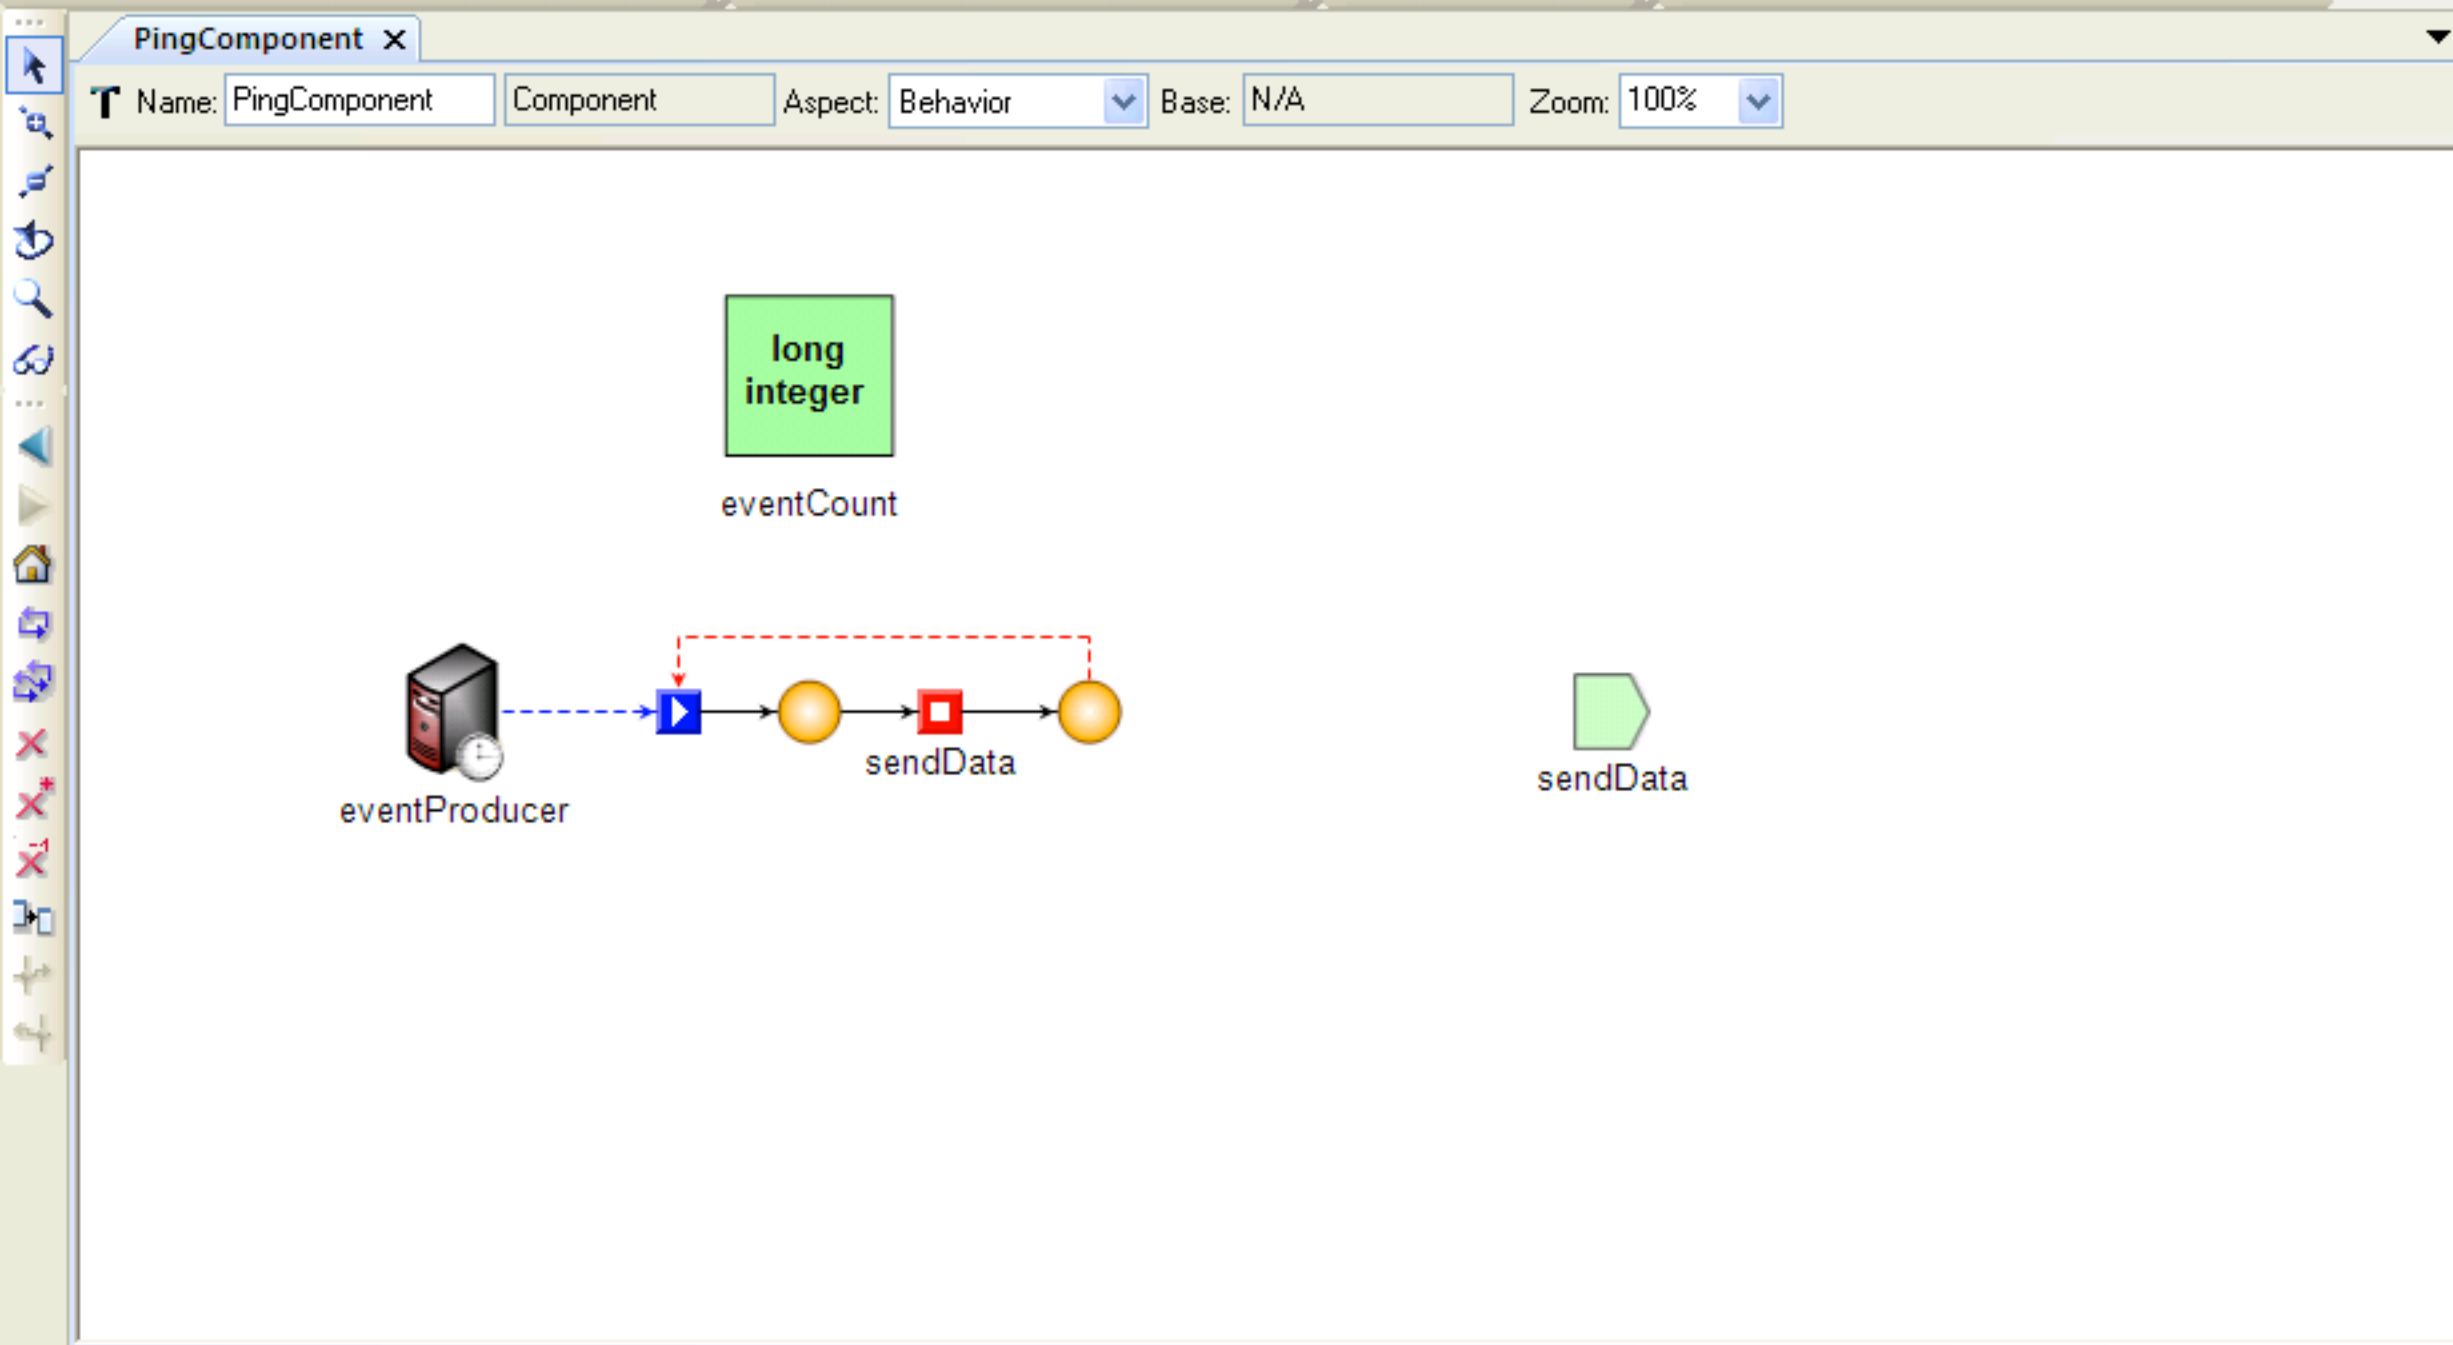 PingComponent
Name: PingComponent Component Aspect: Behavior Base: N/A Zoom: 100%
long
integer
eventCount
sendData
sendData
eventProducer